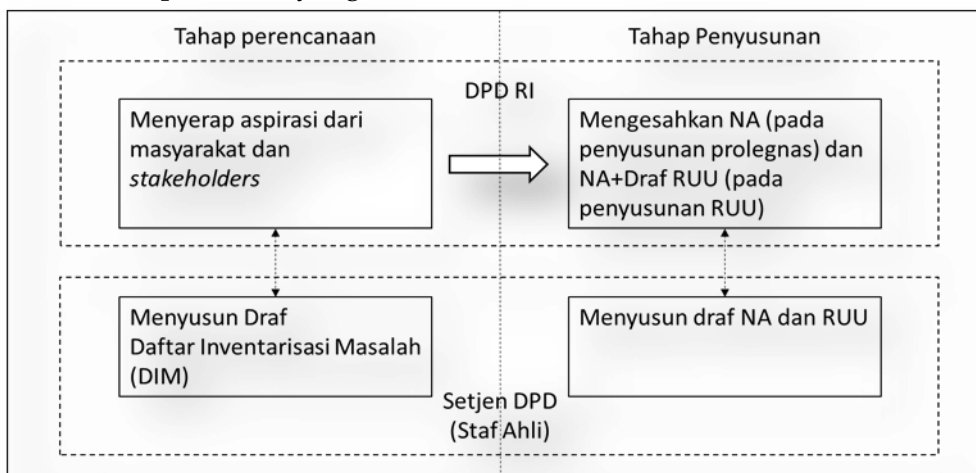 Tahap perencanaan
Tahap Penyusunan
DPD RI
Menyerap aspirasi dari
masyarakat dan
stakeholders
Mengesahkan NA (pada
penyusunan prolegnas) dan
NA+Draf RUU (pada
penyusunan RUU)
Menyusun Draf
Daftar Inventarisasi Masalah
(DIM)
Menyusun draf NA dan RUU
Setjen DPD
(Staf Ahli)